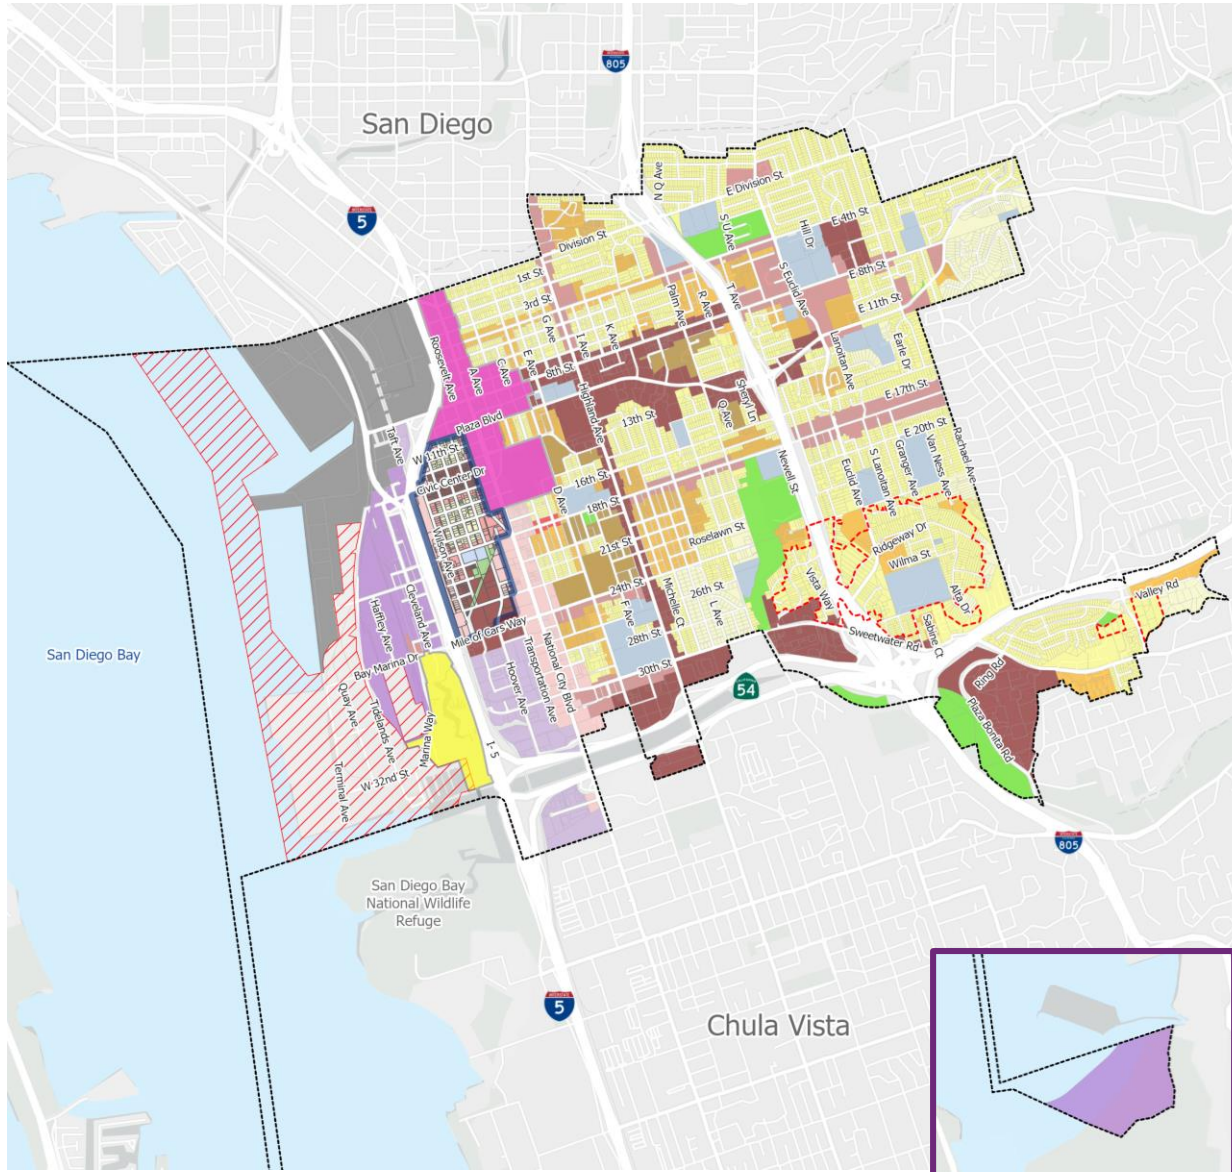 805
San Diego
5
N Q Ave
E Division St
S U Ave
Hill Dr
E 4th St
Division St
1st St
3rd St
E 8th St
S Euclid Ave
E 11th St
T Ave
R Ave
Palm Ave
K Ave
I Ave
G Ave
E Ave
C Ave
A Ave
Roosevelt Ave
8th St
Lanoitan Ave
Earle Dr
E 17th St
Highland Ave
13th St
Sheryl Ln
Q Ave
Plaza Blvd
Taft Ave
W 11th St
Civic Center Dr
E 20th St
Rachael Ave
Van Ness Ave
Granger Ave
S Lanoitan Ave
Euclid Ave
Newell St
16th St
D Ave
18th St
Roselawn St
21st St
Wilson Ave
Ridgeway Dr
Wilma St
Vista Way
Alta Dr
Valley Rd
24th St
26th St
Michelle Ct
L Ave
F Ave
28th St
30th St
Cleveland Ave
Haffley Ave
Mile of Cars Way
Sweetwater Rd
Sabine Ct
San Diego Bay
Bay Marina Dr
National City Blvd
Transportation Ave
Hoover Ave
Quay Ave
Tidelands Ave
Marina Way
I- 5
54
Ring Rd
Plaza Bonita Rd
W 32nd St
Terminal Ave
805
San Diego Bay
National Wildlife
Refuge
5
Chula Vista